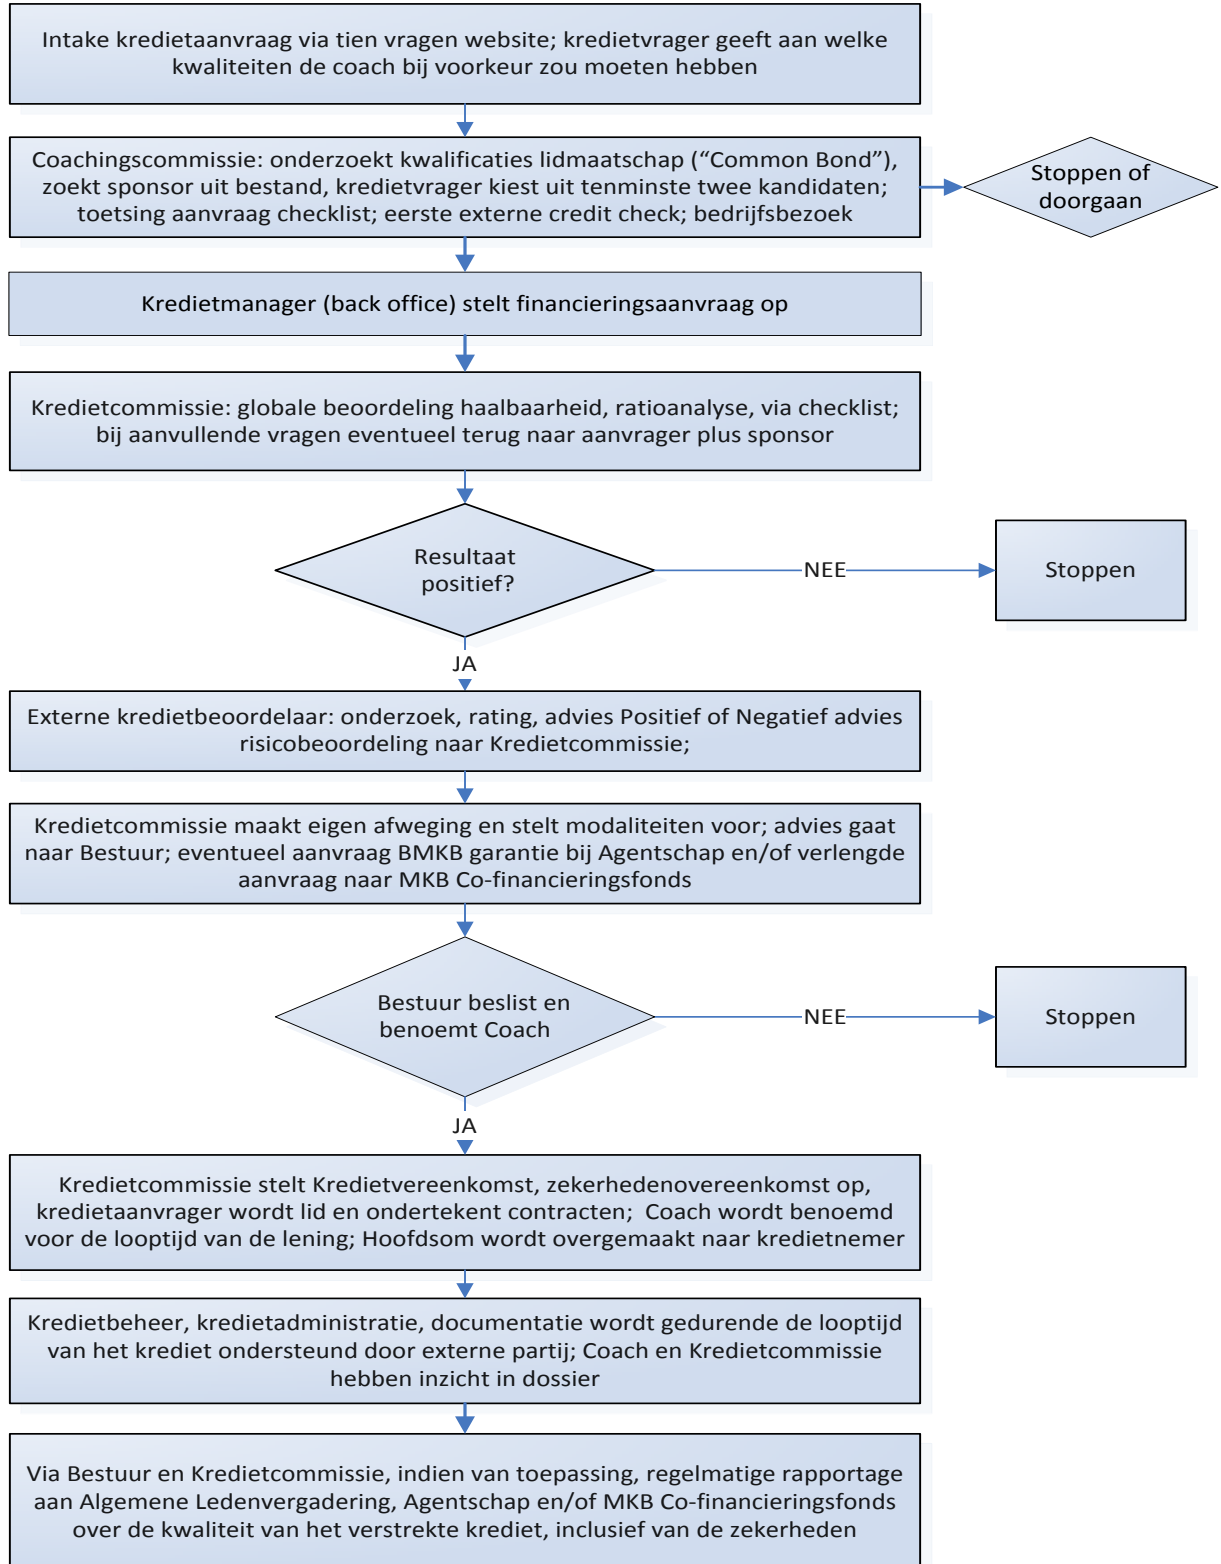 Intake kredietaanvraag via tien vragen website; kredietvrager geeft aan welke
kwaliteiten de coach bij voorkeur zou moeten hebben
Coachingscommissie: onderzoekt kwalificaties lidmaatschap (“Common Bond”),
zoekt sponsor uit bestand, kredietvrager kiest uit tenminste twee kandidaten;
toetsing aanvraag checklist; eerste externe credit check; bedrijfsbezoek
Stoppen of
doorgaan
Kredietmanager (back office) stelt financieringsaanvraag op
Kredietcommissie: globale beoordeling haalbaarheid, ratioanalyse, via checklist;
bij aanvullende vragen eventueel terug naar aanvrager plus sponsor
Resultaat
positief?
NEE
Stoppen
JA
Externe kredietbeoordelaar: onderzoek, rating, advies Positief of Negatief advies
risicobeoordeling naar Kredietcommissie;
Kredietcommissie maakt eigen afweging en stelt modaliteiten voor; advies gaat
naar Bestuur; eventueel aanvraag BMKB garantie bij Agentschap en/of verlengde
aanvraag naar MKB Co-financieringsfonds
Bestuur beslist en
benoemt Coach
NEE
Stoppen
JA
Kredietcommissie stelt Kredietvereenkomst, zekerhedenovereenkomst op,
kredietaanvrager wordt lid en ondertekent contracten; Coach wordt benoemd
voor de looptijd van de lening; Hoofdsom wordt overgemaakt naar kredietnemer
Kredietbeheer, kredietadministratie, documentatie wordt gedurende de looptijd
van het krediet ondersteund door externe partij; Coach en Kredietcommissie
hebben inzicht in dossier
Via Bestuur en Kredietcommissie, indien van toepassing, regelmatige rapportage
aan Algemene Ledenvergadering, Agentschap en/of MKB Co-financieringsfonds
over de kwaliteit van het verstrekte krediet, inclusief van de zekerheden